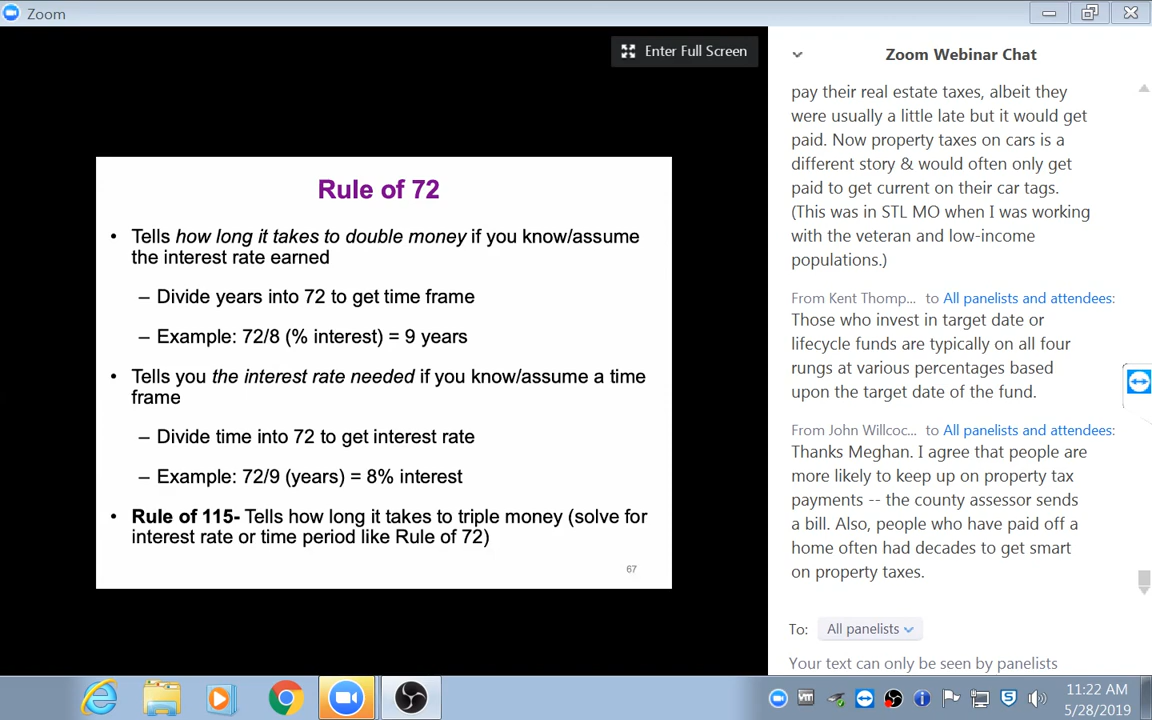 Zoom
Enter Full Screen
Rule of 72
• Tells how long it takes to double money if you know/assume
the interest rate earned
– Divide years into 72 to get time frame
– Example: 72/8 (% interest) = 9 years
• Tells you the interest rate needed if you know/assume a time
frame
– Divide time into 72 to get interest rate
– Example: 72/9 (years) = 8% interest
• Rule of 115- Tells how long it takes to triple money (solve for
interest rate or time period like Rule of 72)
67
Zoom Webinar Chat
pay their real estate taxes, albeit they
were usually a little late but it would get
paid. Now property taxes on cars is a
different story & would often only get
paid to get current on their car tags.
(This was in STL MO when I was working
with the veteran and low-income
populations.)
From Kent Thomp... to All panelists and attendees:
Those who invest in target date or
lifecycle funds are typically on all four
rungs at various percentages based
upon the target date of the fund.
From John Willcoc... to All panelists and attendees:
Thanks Meghan. I agree that people are
more likely to keep up on property tax
payments -- the county assessor sends
a bill. Also, people who have paid off a
home often had decades to get smart
on property taxes.
To: All panelists
Your text can only be seen by panelists
11:22 AM
5/28/2019